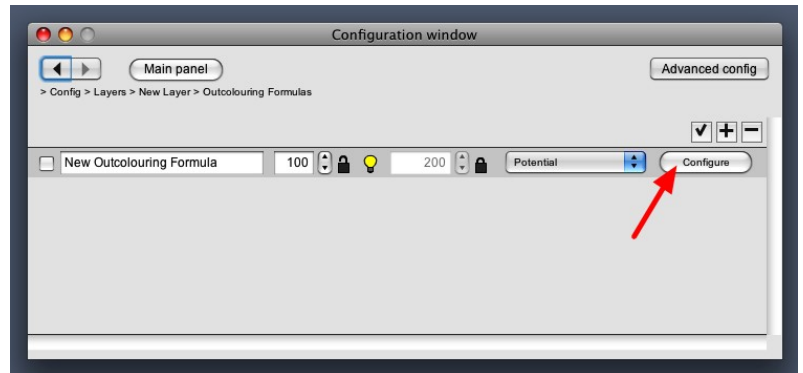 Configuration window
Main panel
Advanced config
> Config > Layers > New Layer > Outcolouring Formulas
New Outcolouring Formula 100 200 Potential Configure